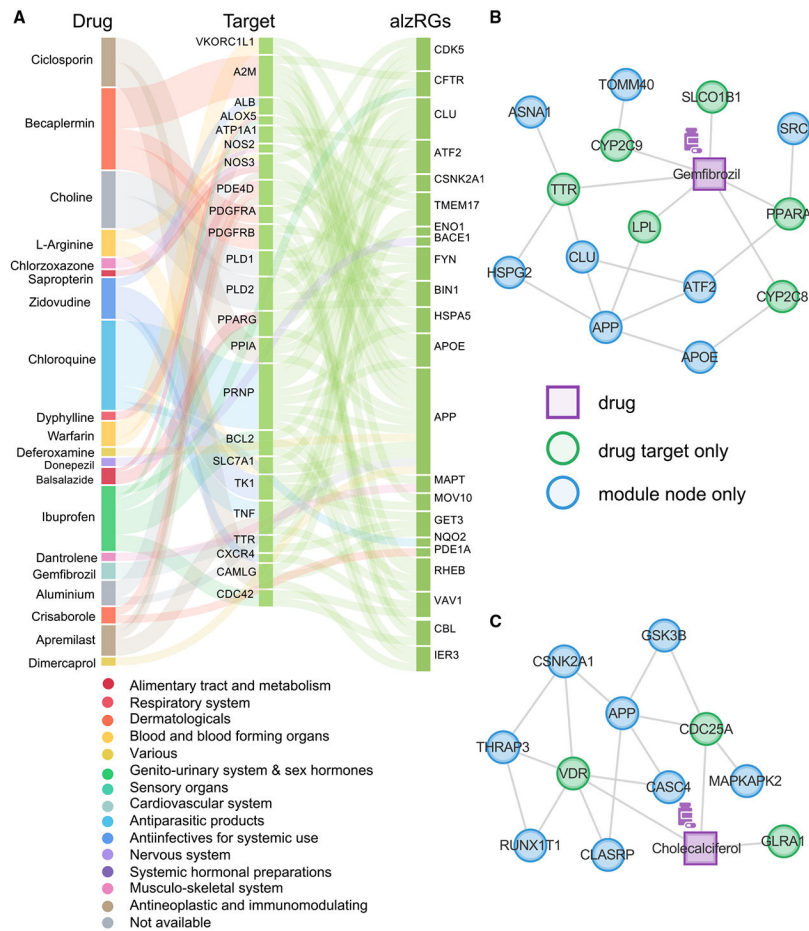 A
Drug
Target
alzRGs
Ciclosporin
Becaplermin
Choline
L-Arginine
Chlorzoxazone
Sapropterin
Zidovudine
Chloroquine
Dyphylline
Warfarin
Deferoxamine
Donepezil
Balsalazide
Ibuprofen
Dantrolene
Gemfibrozil
Aluminium
Crisaborole
Apremilast
Dimercaprol
VKORC1L1
A2M
ALB
ALOX5
ATP1A1
NOS2
NOS3
PDE4D
PDGFRA
PDGFRB
PLD1
PLD2
PPARG
PPIA
PRNP
BCL2
SLC7A1
TK1
TNF
TTR
CXCR4
CAMLG
CDC42
CDK5
CFTR
CLU
ATF2
CSNK2A1
TMEM17
ENO1
BACE1
FYN
BIN1
HSPA5
APOE
APP
MAPT
MOV10
GET3
NQO2
PDE1A
RHEB
VAV1
CBL
IER3
Alimentary tract and metabolism
Respiratory system
Dermatologicals
Blood and blood forming organs
Various
Genito-urinary system & sex hormones
Sensory organs
Cardiovascular system
Antiparasitic products
Antiinfectives for systemic use
Nervous system
Systemic hormonal preparations
Musculo-skeletal system
Antineoplastic and immunomodulating
Not available
B
TOMM40
SLCO1B1
ASNA1
SRC
CYP2C9
Gemfibrozil
TTR
PPARA
LPL
CLU
HSPG2
ATF2
CYP2C8
APP
APOE
drug
drug target only
module node only
C
GSK3B
CSNK2A1
APP
CDC25A
THRAP3
VDR
CASC4
MAPKAPK2
RUNX1T1
CLASRP
Cholecalciferol
GLRA1